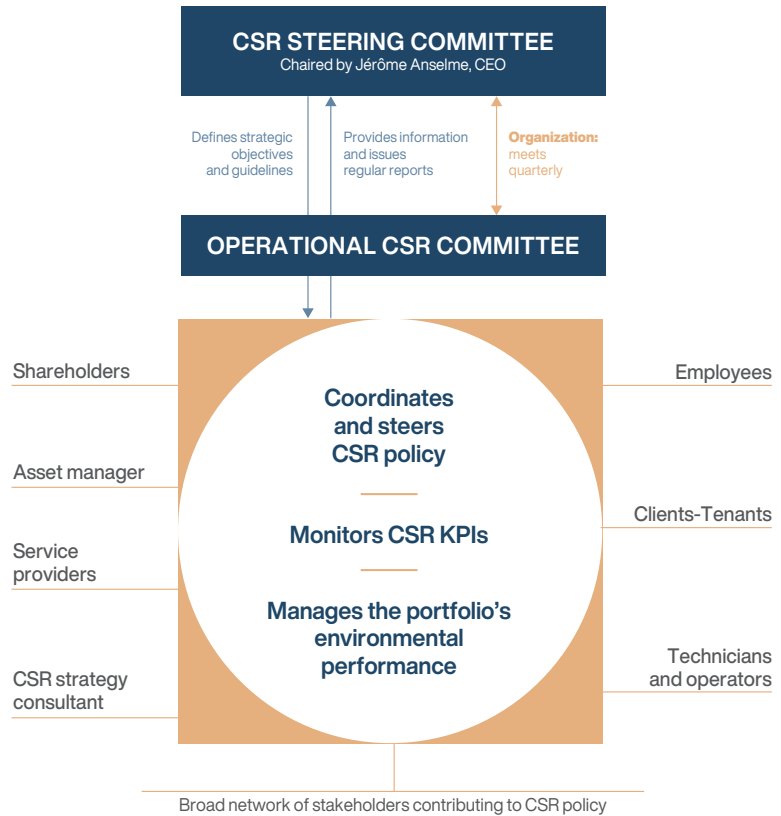 CSR STEERING COMMITTEE
Chaired by Jérôme Anselme, CEO
Defines strategic
objectives
and guidelines
Provides information
and issues
regular reports
Organization:
meets
quarterly
OPERATIONAL CSR COMMITTEE
Shareholders
Asset manager
Service
providers
CSR strategy
consultant
Coordinates
and steers
CSR policy
Monitors CSR KPIs
Manages the portfolio’s
environmental
performance
Employees
Clients-Tenants
Technicians
and operators
Broad network of stakeholders contributing to CSR policy